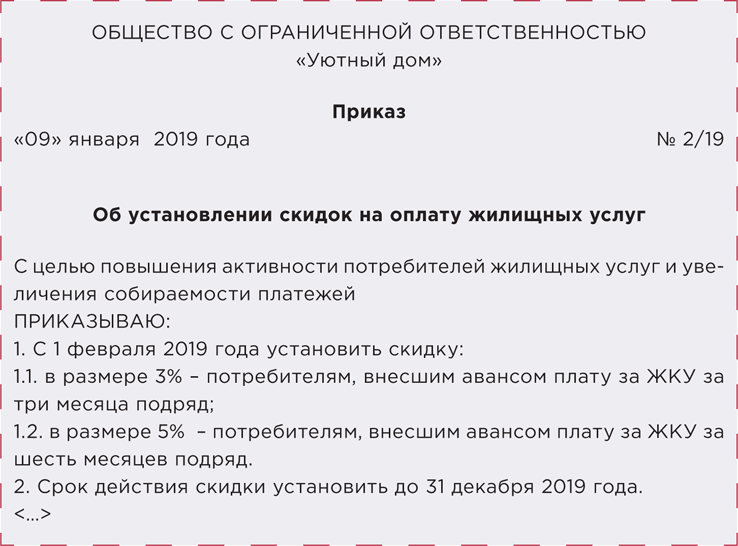 ОБЩЕСТВО С ОГРАНИЧЕННОЙ ОТВЕТСТВЕННОСТЬЮ
«Уютный дом»
Приказ
«09» января 2019 года № 2/19
Об установлении скидок на оплату жилищных услуг
С целью повышения активности потребителей жилищных услуг и уве-
личения собираемости платежей
ПРИКАЗЫВАЮ:
1. С 1 февраля 2019 года установить скидку:
1.1. в размере 3% – потребителям, внесшим авансом плату за ЖКУ за
три месяца подряд;
1.2. в размере 5% – потребителям, внесшим авансом плату за ЖКУ за
шесть месяцев подряд.
2. Срок действия скидки установить до 31 декабря 2019 года.
<...>